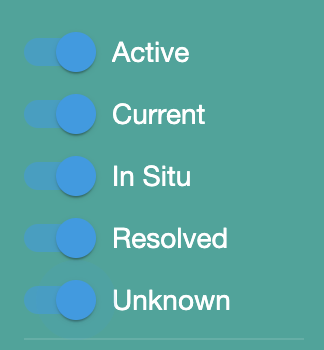 Active
Current
In Situ
Resolved
Unknown